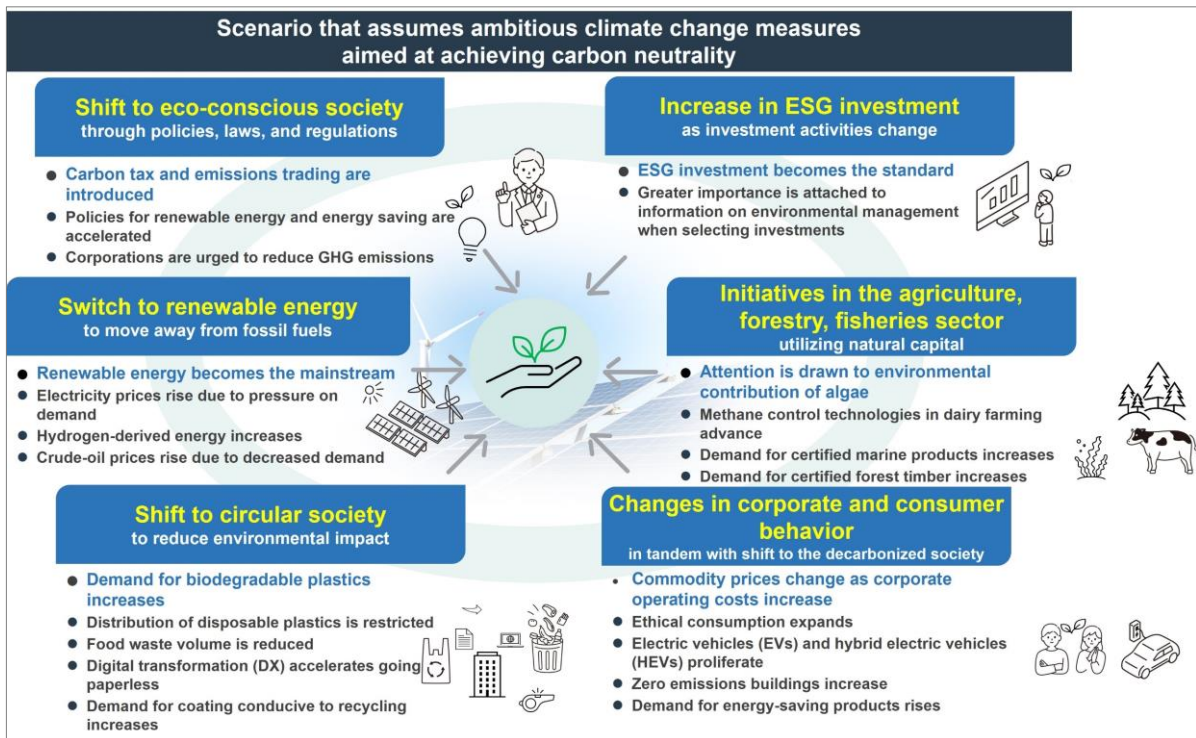 Scenario that assumes ambitious climate change measures
aimed at achieving carbon neutrality
Shift to eco-conscious society
through policies, laws, and regulations
● Carbon tax and emissions trading are
introduced
● Policies for renewable energy and energy saving are
accelerated
● Corporations are urged to reduce GHG emissions
Increase in ESG investment
as investment activities change
● ESG investment becomes the standard
● Greater importance is attached to
information on environmental management
when selecting investments
Switch to renewable energy
to move away from fossil fuels
● Renewable energy becomes the mainstream
● Electricity prices rise due to pressure on
demand
● Hydrogen-derived energy increases
● Crude-oil prices rise due to decreased demand
Initiatives in the agriculture,
forestry, fisheries sector
utilizing natural capital
● Attention is drawn to environmental
contribution of algae
● Methane control technologies in dairy farming
advance
● Demand for certified marine products increases
● Demand for certified forest timber increases
Shift to circular society
to reduce environmental impact
● Demand for biodegradable plastics
increases
● Distribution of disposable plastics is restricted
● Food waste volume is reduced
● Digital transformation (DX) accelerates going
paperless
● Demand for coating conducive to recycling
increases
Changes in corporate and consumer
behavior
in tandem with shift to the decarbonized society
• Commodity prices change as corporate
operating costs increase
● Ethical consumption expands
● Electric vehicles (EVs) and hybrid electric vehicles
(HEVs) proliferate
● Zero emissions buildings increase
● Demand for energy-saving products rises